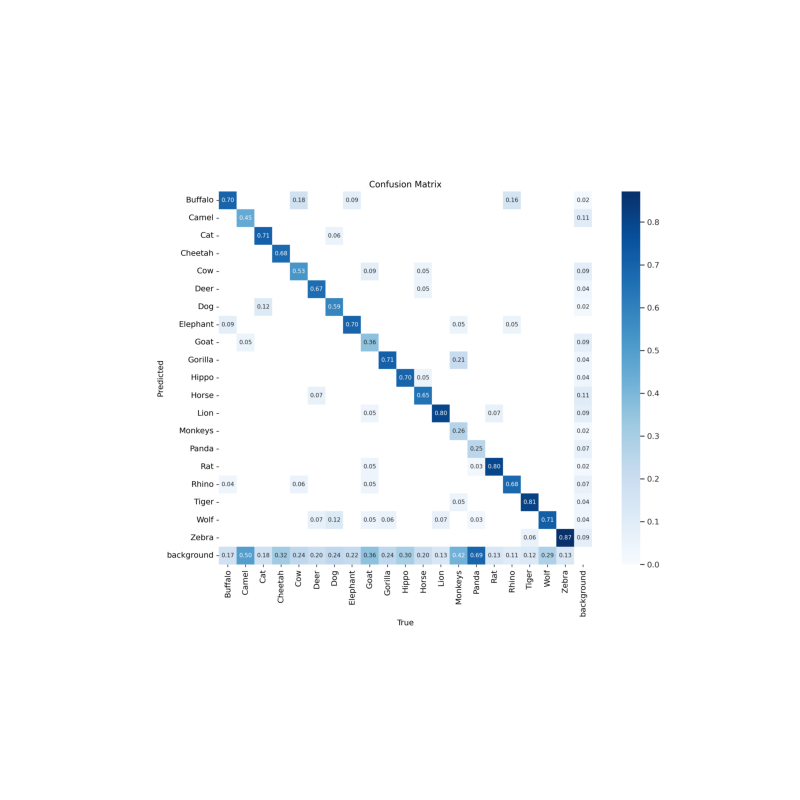 Confusion Matrix
Buffalo 0.70 0.18 0.09 0.16 0.02
Camel 0.45 0.11
Cat 0.71 0.06
Cheetah 0.68
Cow 0.53 0.09 0.05 0.09
Deer 0.67 0.05 0.04
Dog 0.12 0.59 0.02
Elephant 0.09 0.70 0.05 0.05
Goat 0.05 0.36 0.09
Gorilla 0.71 0.21 0.04
Hippo 0.70 0.05 0.04
Horse 0.07 0.65 0.11
Lion 0.05 0.80 0.07 0.09
Monkeys 0.26 0.02
Panda 0.25 0.07
Rat 0.05 0.03 0.80 0.02
Rhino 0.04 0.06 0.05 0.68 0.07
Tiger 0.05 0.81 0.04
Wolf 0.07 0.12 0.05 0.06 0.07 0.03 0.71 0.04
Zebra 0.06 0.87 0.09
background 0.17 0.50 0.18 0.32 0.24 0.20 0.24 0.22 0.36 0.24 0.30 0.20 0.13 0.42 0.69 0.13 0.11 0.12 0.29 0.13
Buffalo Camel Cat Cheetah Cow Deer Dog Elephant Goat Gorilla Hippo Horse Lion Monkeys Panda Rat Rhino Tiger Wolf Zebra background
True
Predicted
0.8
0.7
0.6
0.5
0.4
0.3
0.2
0.1
0.0